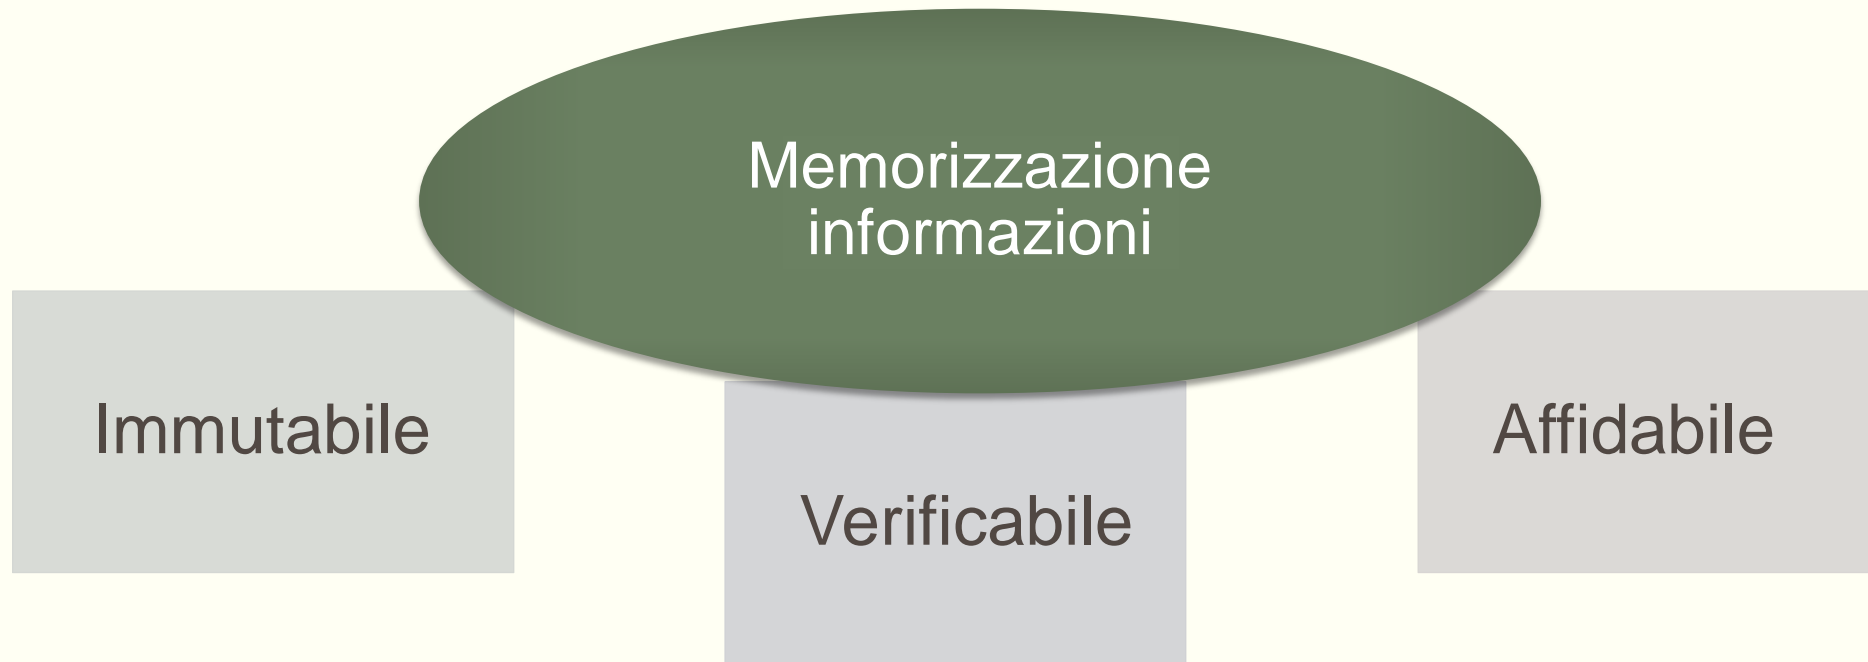 Memorizzazione
informazioni
Immutabile
Affidabile
Verificabile